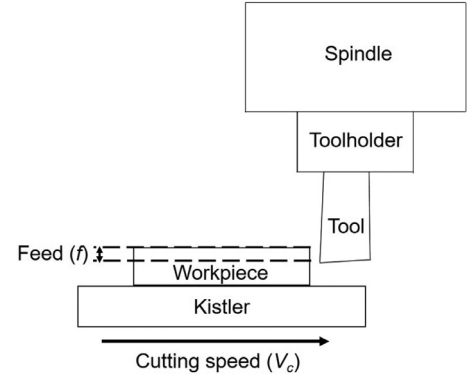 Spindle
Toolholder
Tool
Feed (f)
Workpiece
Kistler
Cutting speed (Vc)